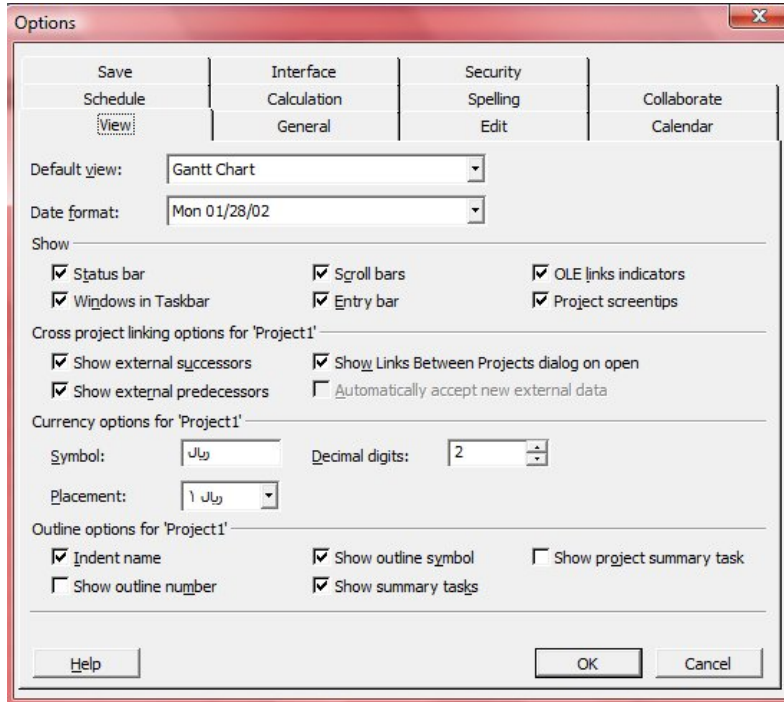 Options
Save Interface Security
Schedule Calculation Spelling Collaborate
View General Edit Calendar
Default view: Gantt Chart
Date format: Mon 01/28/02
Show
Status bar Scroll bars OLE links indicators
Windows in Taskbar Entry bar Project screentips
Cross project linking options for 'Project1'
Show external successors Show Links Between Projects dialog on open
Show external predecessors Automatically accept new external data
Currency options for 'Project1'
Symbol: ريال Decimal digits: 2
Placement: ريال ١
Outline options for 'Project1'
Indent name Show outline symbol Show project summary task
Show outline number Show summary tasks
Help OK Cancel